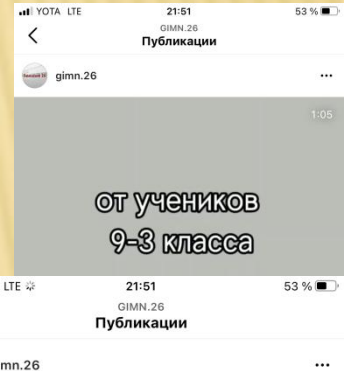 YOTA LTE 21:51 53 %
GIMN.26
Публикации
gimn.26
1:05
от учеников
9-3 класса
LTE 21:51 53 %
GIMN.26
Публикации
mn.26